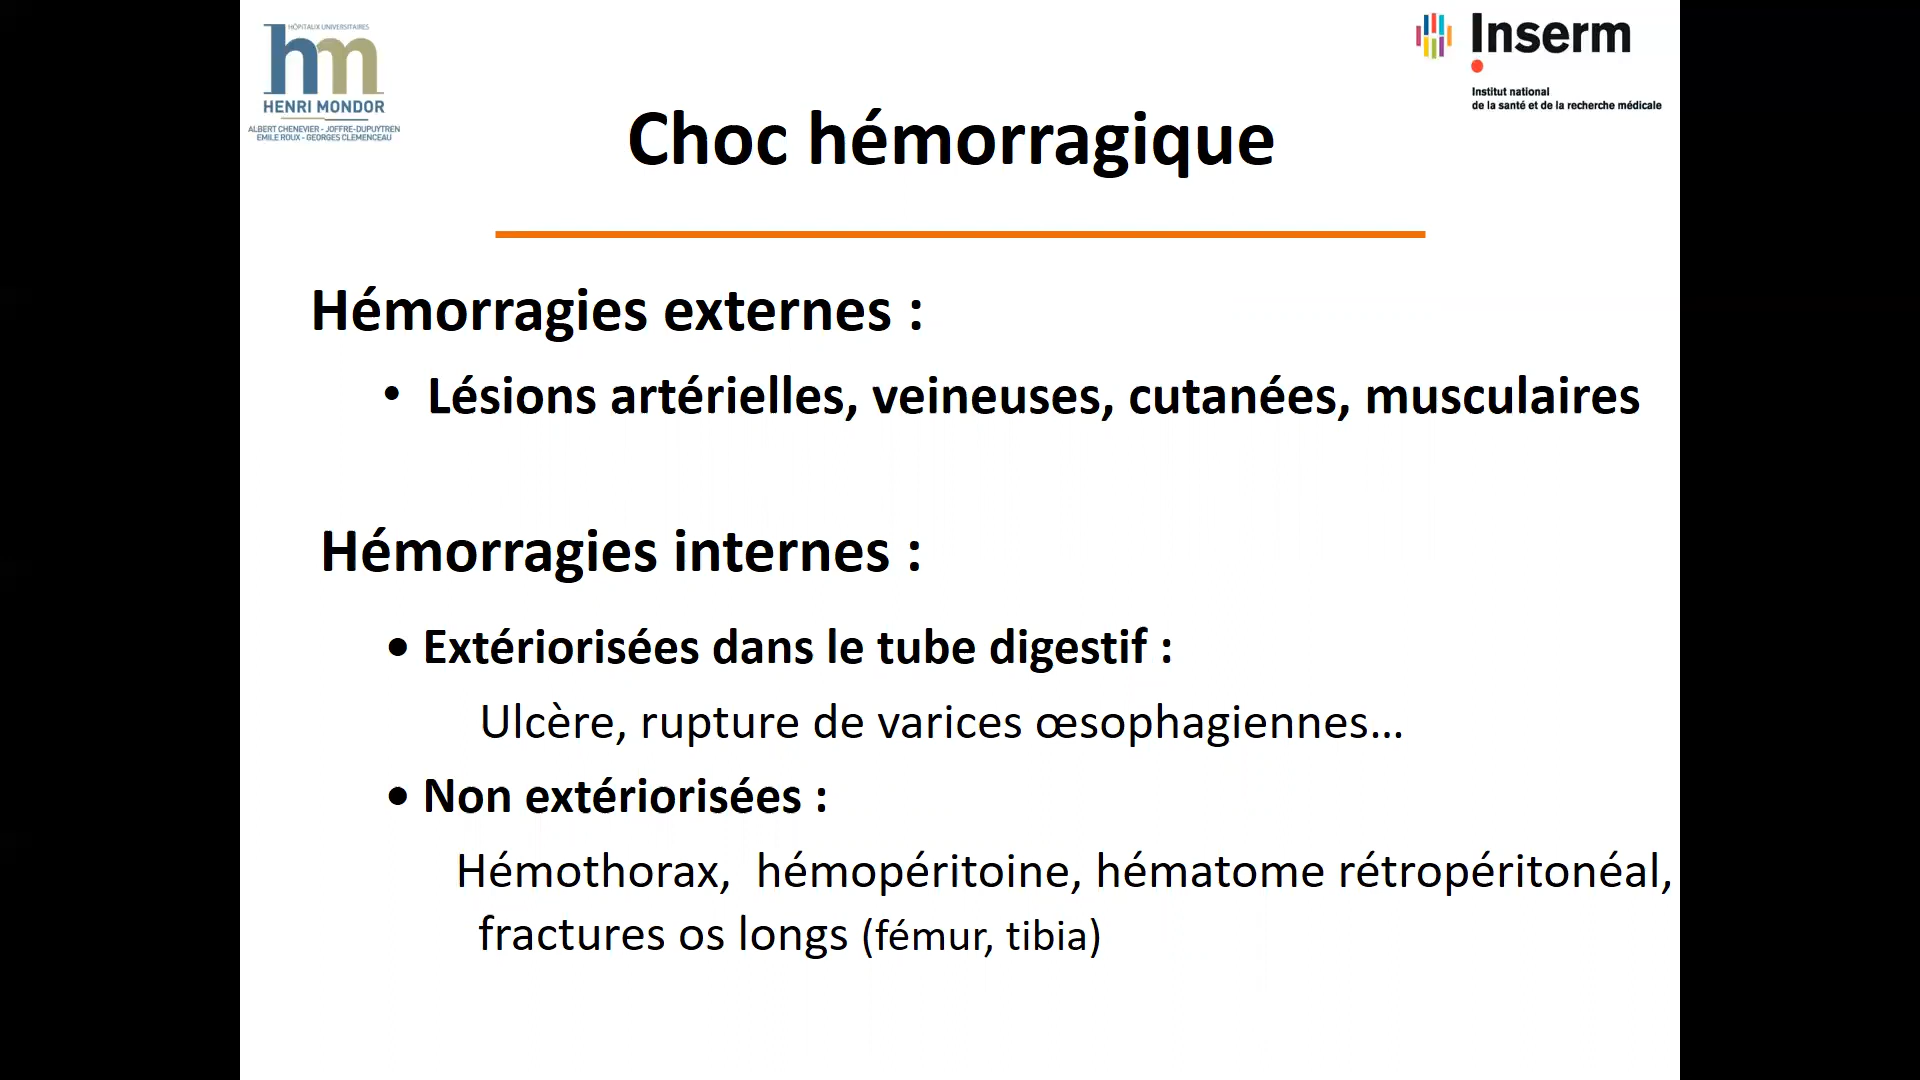 HÔPITAUX UNIVERSITAIRES
hm
HENRI MONDOR
ALBERT CHENEVIER - JOFFRE-DUPUYTREN
EMILE ROUX - GEORGES CLEMENCEAU
Inserm
Institut national
de la santé et de la recherche médicale
Choc hémorragique
Hémorragies externes :
• Lésions artérielles, veineuses, cutanées, musculaires
Hémorragies internes :
• Extériorisées dans le tube digestif :
Ulcère, rupture de varices œsophagiennes...
• Non extériorisées :
Hémothorax, hémopéritoine, hématome rétropéritonéal,
fractures os longs (fémur, tibia)